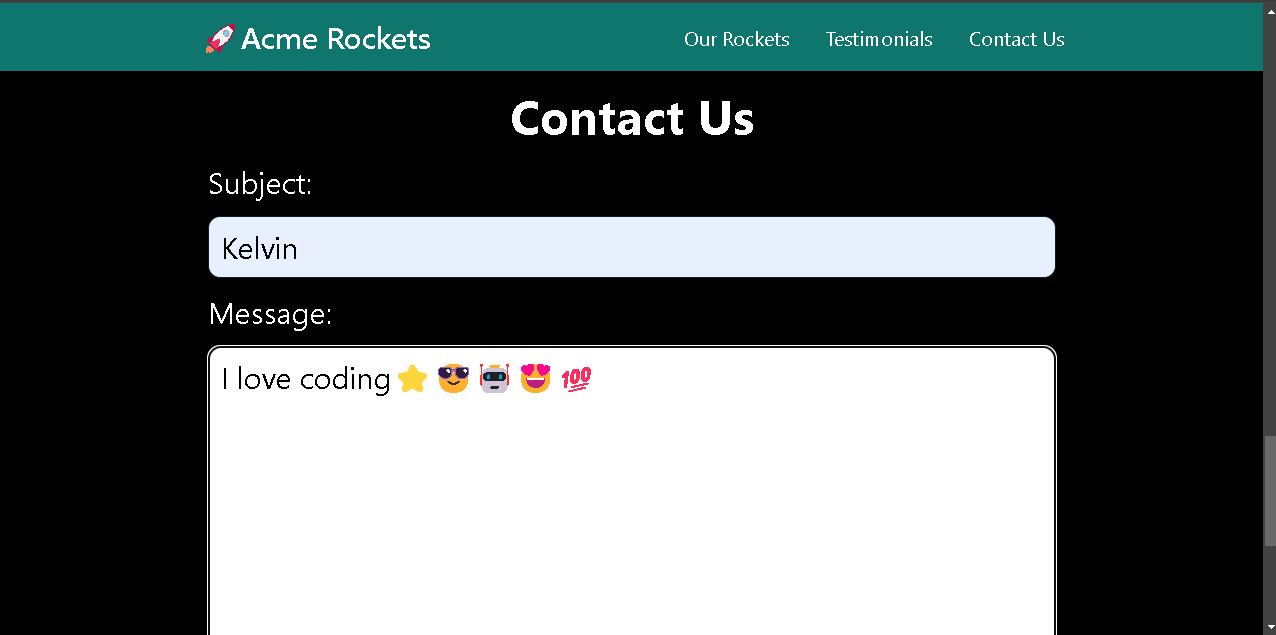 🚀 Acme Rockets
Our Rockets Testimonials Contact Us
Contact Us
Subject:
Kelvin
Message:
I love coding ⭐ 😎 🤖 😍 💯